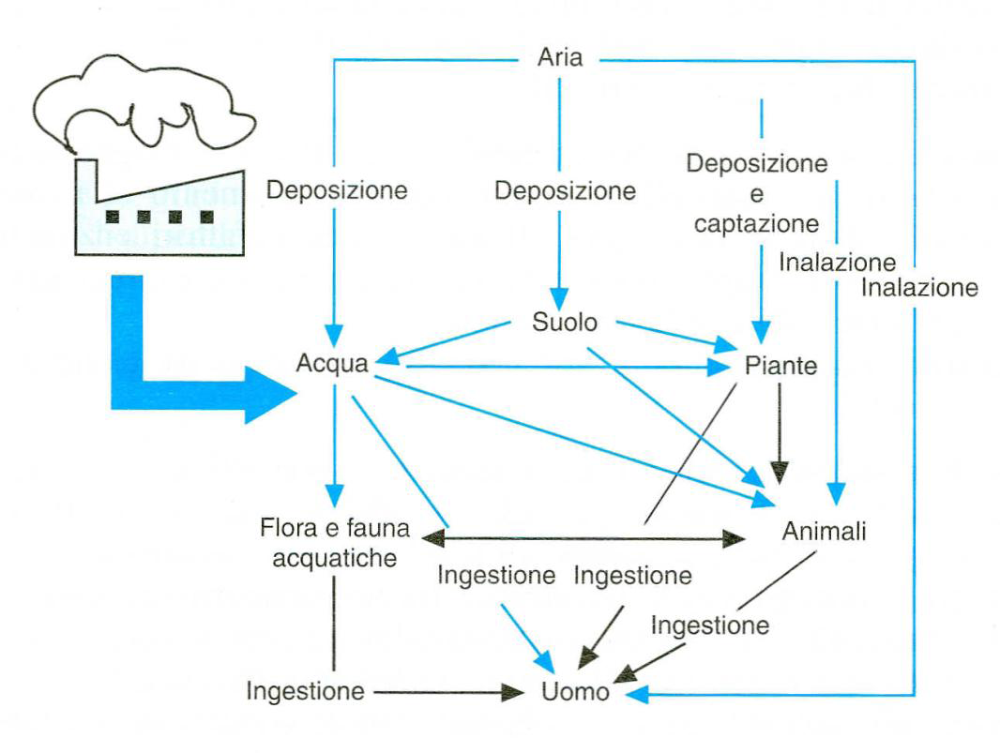 Aria
Deposizione
Deposizione
Deposizione
e
captazione
Inalazione
Inalazione
Suolo
Acqua
Piante
Flora e fauna
acquatiche
Animali
Ingestione
Ingestione
Ingestione
Ingestione
Uomo